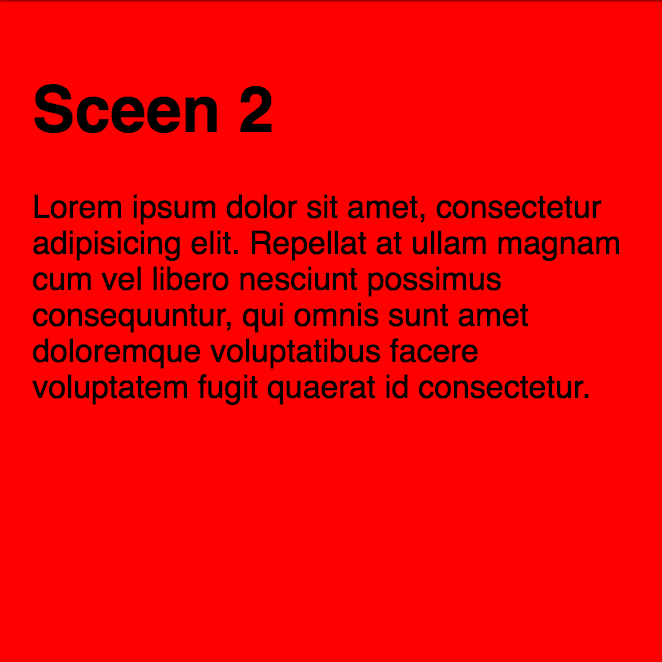 Sceen 2
Lorem ipsum dolor sit amet, consectetur
adipisicing elit. Repellat at ullam magnam
cum vel libero nesciunt possimus
consequuntur, qui omnis sunt amet
doloremque voluptatibus facere
voluptatem fugit quaerat id consectetur.